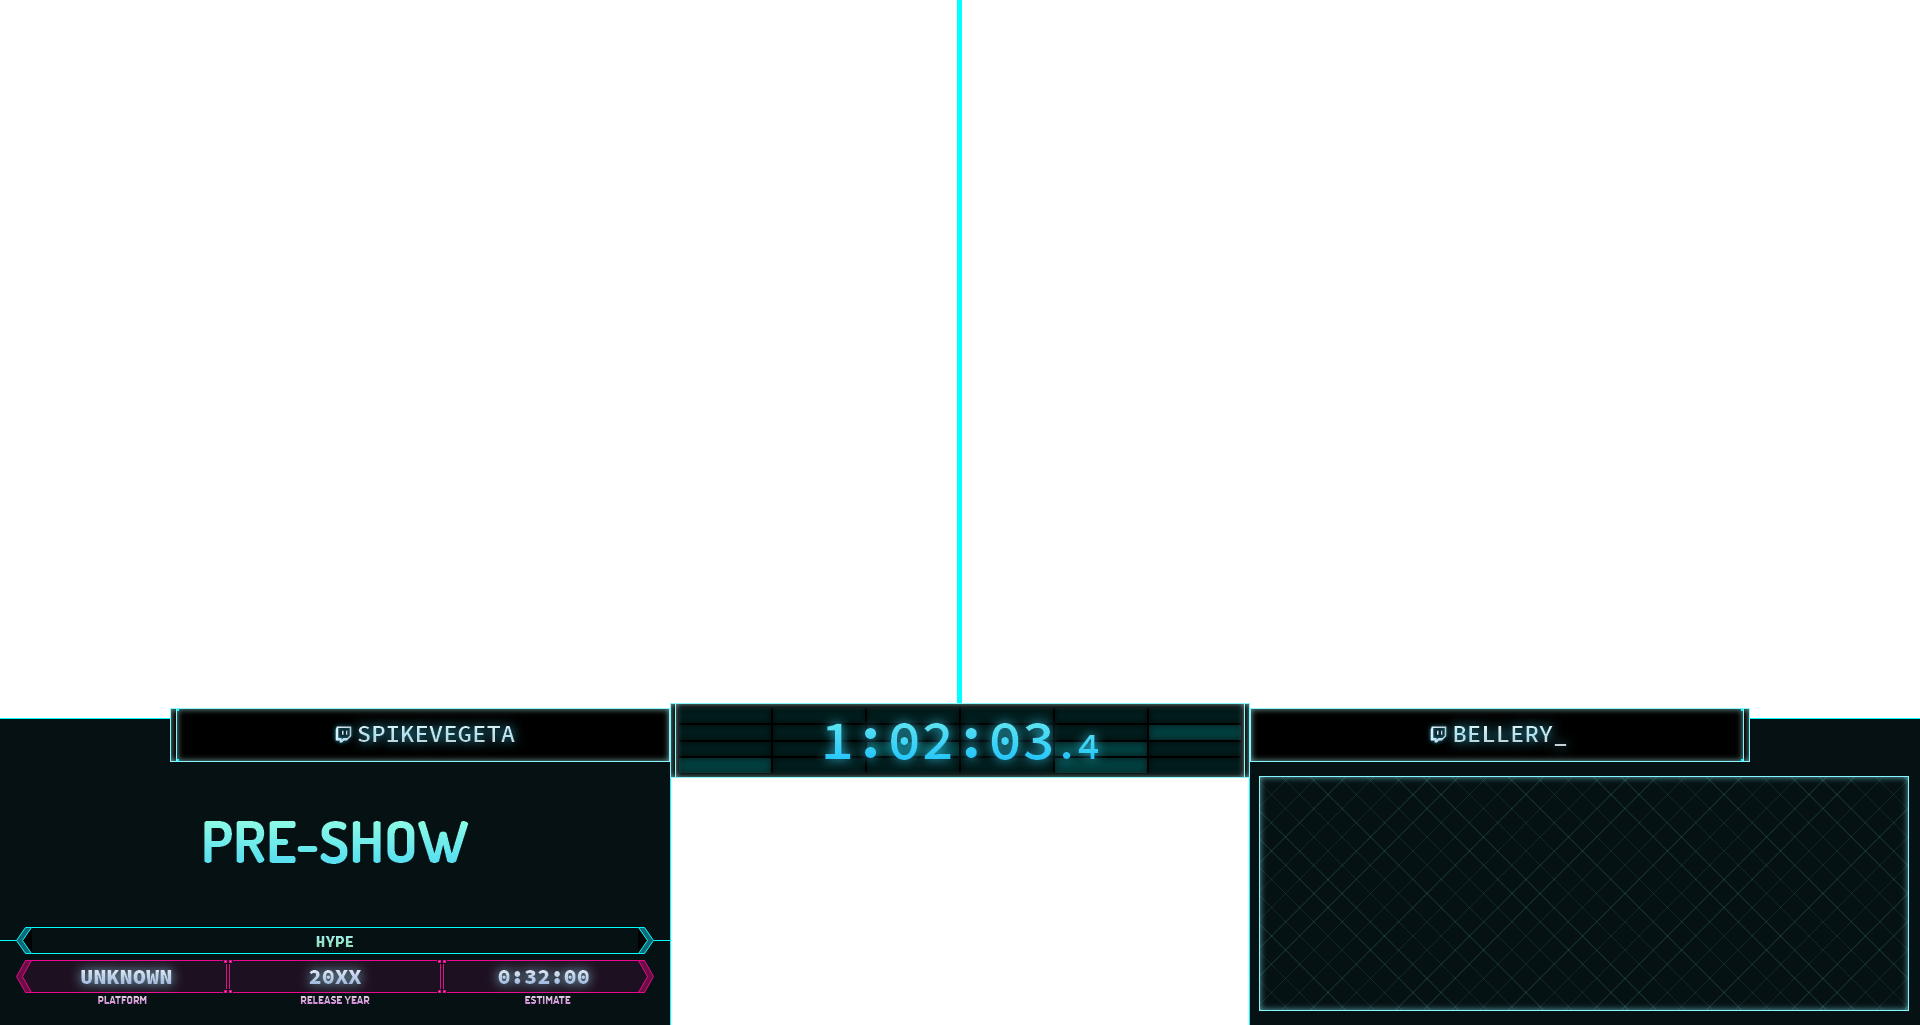 SPIKEVEGETA
1:02:03.4
BELLERY_
PRE-SHOW
HYPE
UNKNOWN 20XX 0:32:00
PLATFORM RELEASE YEAR ESTIMATE